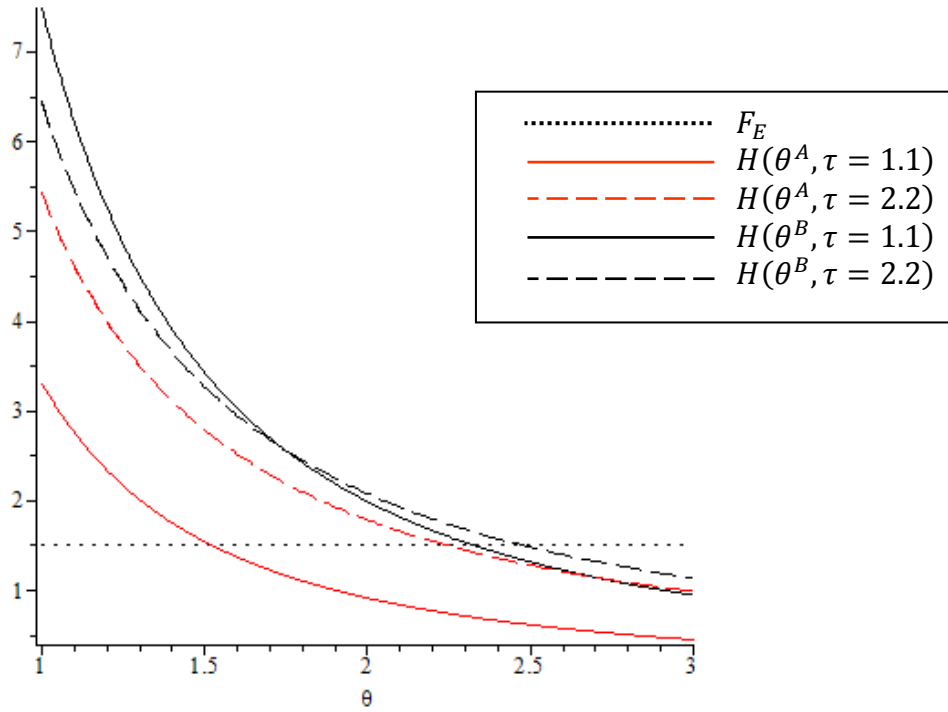 7
6
5
4
3
2
1
1 1.5 2 2.5 3
θ
F_E
H(θ^A, τ = 1.1)
H(θ^A, τ = 2.2)
H(θ^B, τ = 1.1)
H(θ^B, τ = 2.2)